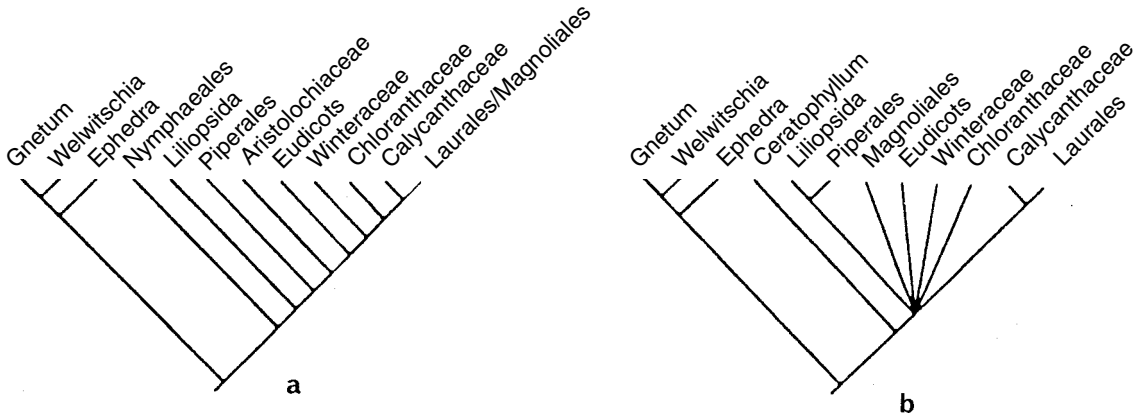 Gnetum
Welwitschia
Ephedra
Nymphaeales
Liliopsida
Piperales
Aristolochiaceae
Eudicots
Winteraceae
Chloranthaceae
Calycanthaceae
Laurales/Magnoliales
a
Gnetum
Welwitschia
Ephedra
Ceratophyllum
Liliopsida
Piperales
Magnoliales
Eudicots
Winteraceae
Chloranthaceae
Calycanthaceae
Laurales
b